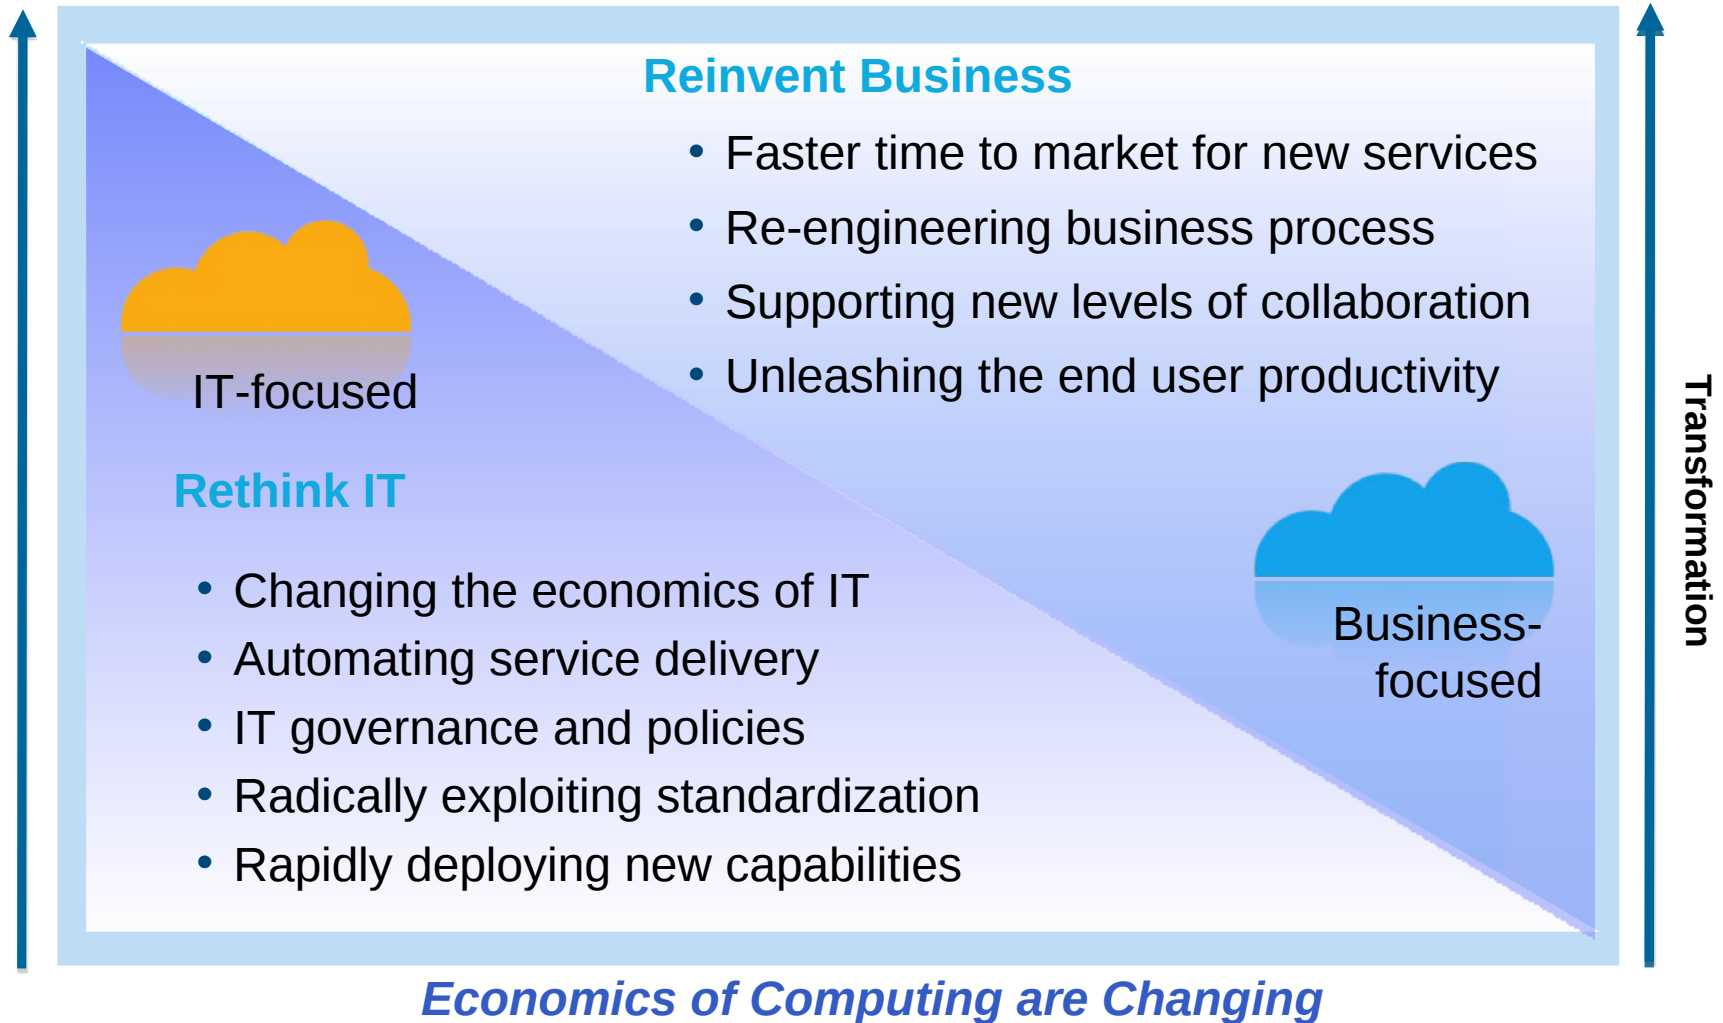 Reinvent Business
• Faster time to market for new services
• Re-engineering business process
• Supporting new levels of collaboration
• Unleashing the end user productivity
IT-focused
Rethink IT
• Changing the economics of IT
• Automating service delivery
• IT governance and policies
• Radically exploiting standardization
• Rapidly deploying new capabilities
Business-
focused
Transformation
Economics of Computing are Changing